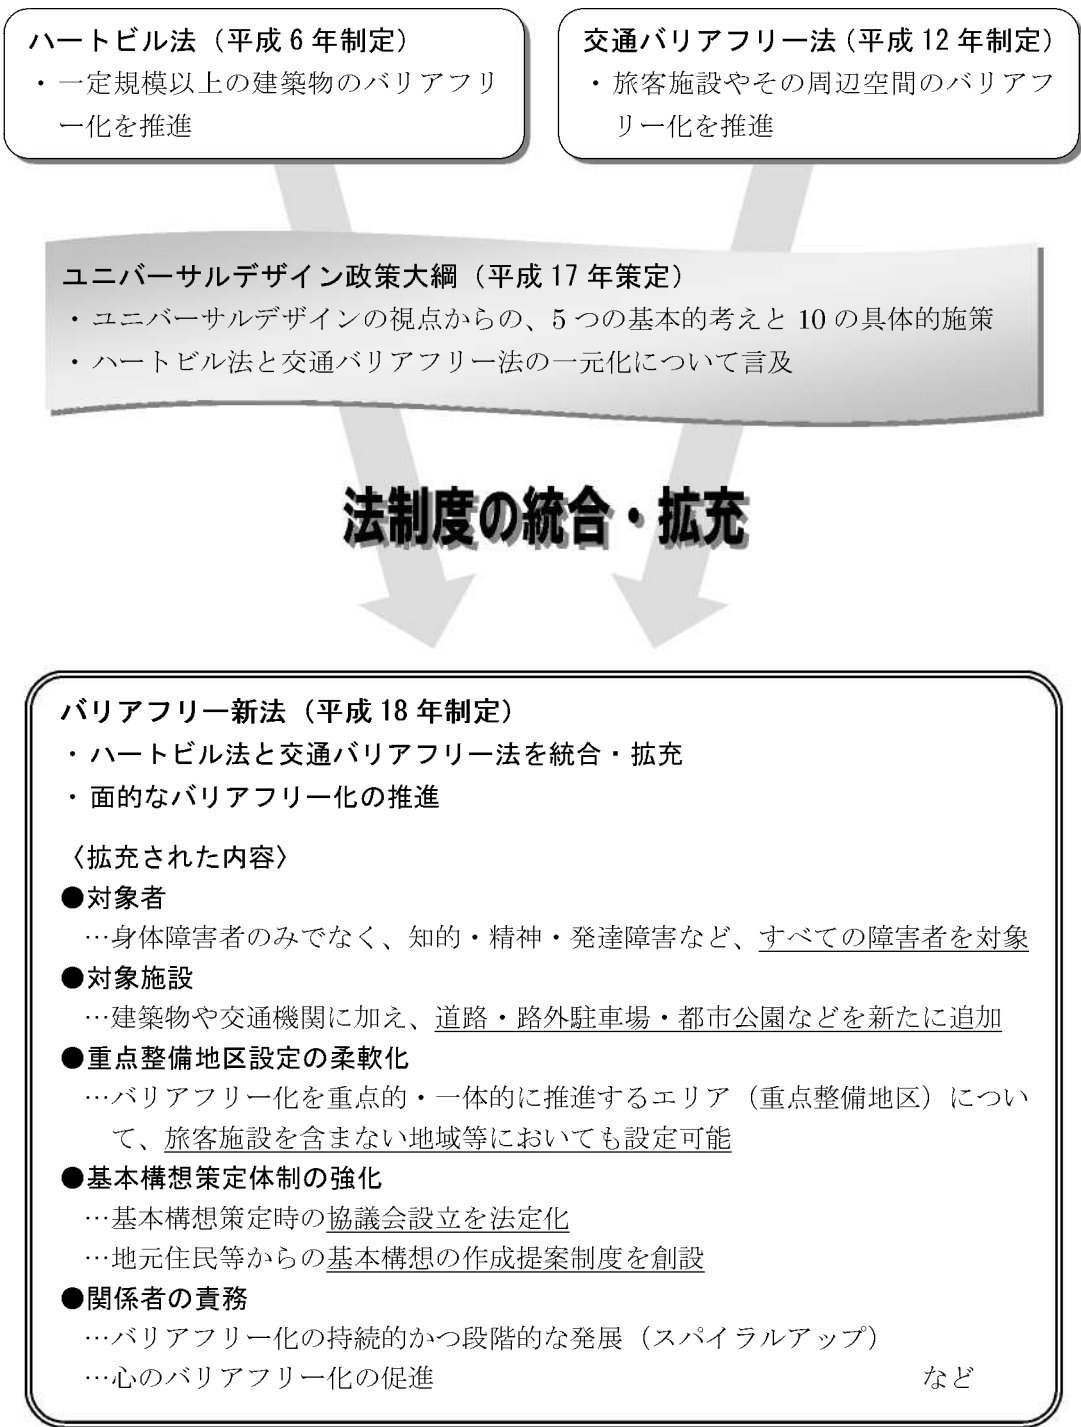 ハートビル法（平成6年制定）
・一定規模以上の建築物のバリアフリ
ー化を推進
交通バリアフリー法（平成12年制定）
・旅客施設やその周辺空間のバリアフ
リー化を推進
ユニバーサルデザイン政策大綱（平成17年策定）
・ユニバーサルデザインの視点からの、5つの基本的考えと10の具体的施策
・ハートビル法と交通バリアフリー法の一元化について言及
法制度の統合・拡充
バリアフリー新法（平成18年制定）
・ハートビル法と交通バリアフリー法を統合・拡充
・面的なバリアフリー化の推進
〈拡充された内容〉
●対象者
…身体障害者のみでなく、知的・精神・発達障害など、すべての障害者を対象
●対象施設
…建築物や交通機関に加え、道路・路外駐車場・都市公園などを新たに追加
●重点整備地区設定の柔軟化
…バリアフリー化を重点的・一体的に推進するエリア（重点整備地区）につい
て、旅客施設を含まない地域等においても設定可能
●基本構想策定体制の強化
…基本構想策定時の協議会設立を法定化
…地元住民等からの基本構想の作成提案制度を創設
●関係者の責務
…バリアフリー化の持続的かつ段階的な発展（スパイラルアップ）
…心のバリアフリー化の促進　など